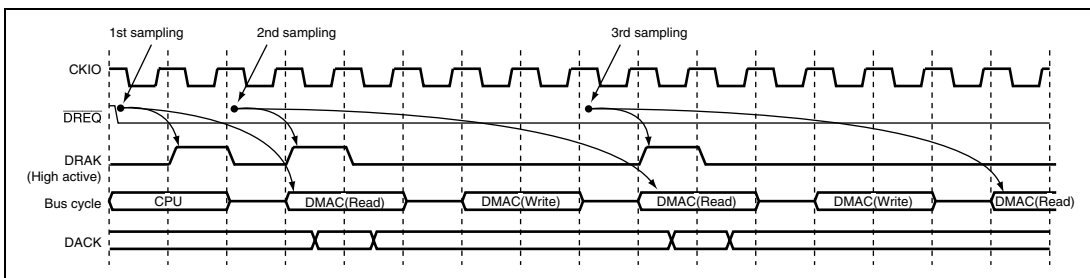 1st sampling
2nd sampling
3rd sampling
CKIO
DREQ
DRAK
(High active)
Bus cycle
CPU
DMAC(Read)
DMAC(Write)
DMAC(Read)
DMAC(Write)
DMAC(Read)
DACK